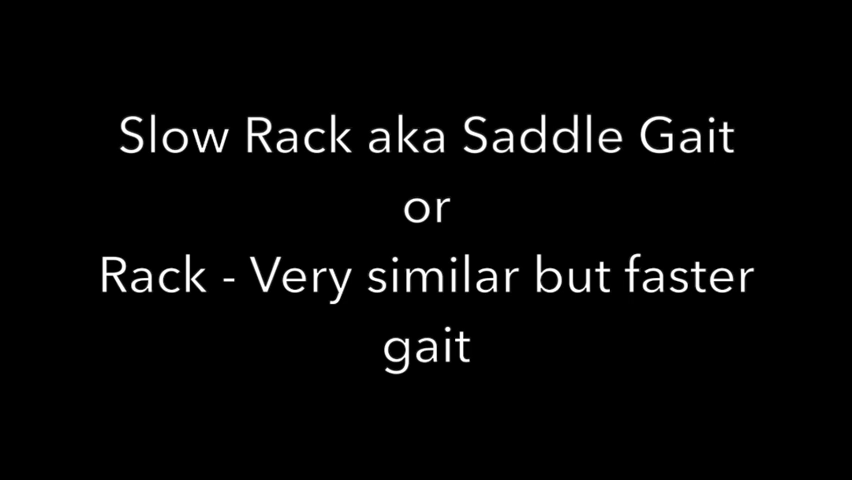 Slow Rack aka Saddle Gait
or
Rack - Very similar but faster
gait